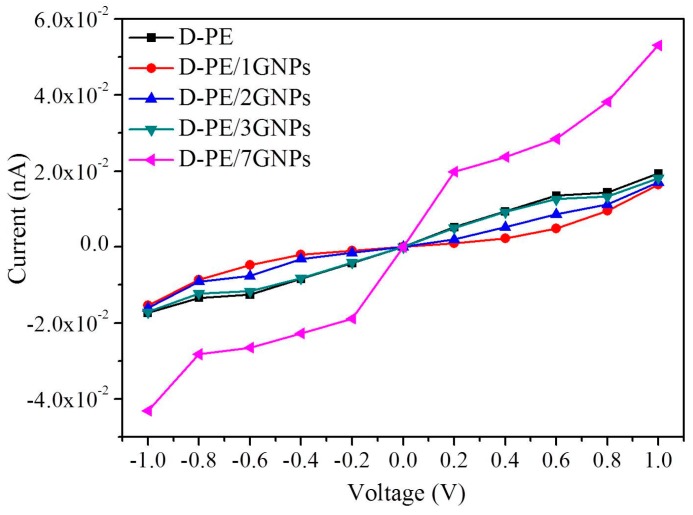 6.0x10⁻²
4.0x10⁻²
2.0x10⁻²
0.0
-2.0x10⁻²
-4.0x10⁻²
Current (nA)
D-PE
D-PE/1GNPs
D-PE/2GNPs
D-PE/3GNPs
D-PE/7GNPs
-1.0 -0.8 -0.6 -0.4 -0.2 0.0 0.2 0.4 0.6 0.8 1.0
Voltage (V)